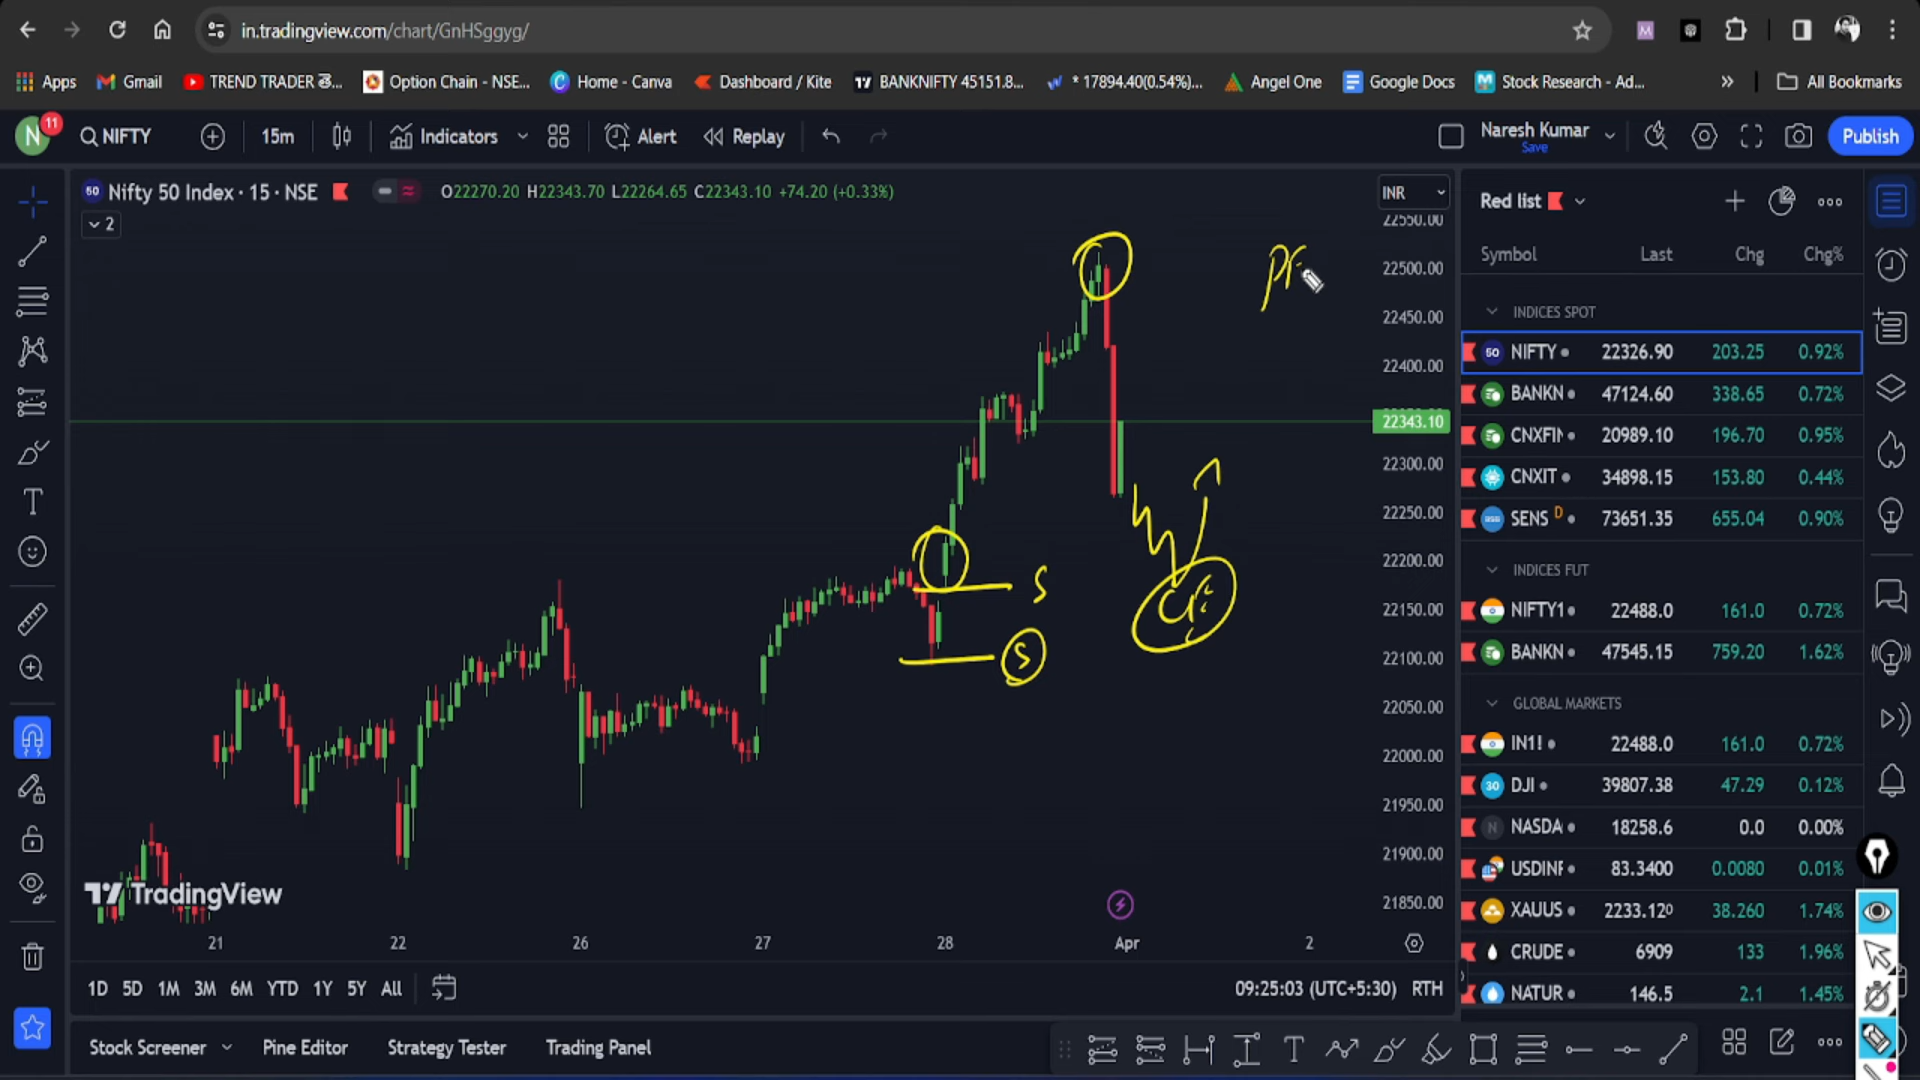 in.tradingview.com/chart/GnHSggyg/
Apps Gmail TREND TRADER Option Chain - NSE... Home - Canva Dashboard / Kite BANKNIFTY 45151.8... * 17894.40(0.54%)... Angel One Google Docs Stock Research - Ad... » All Bookmarks
N 11 NIFTY 15m Indicators Alert Replay Naresh Kumar Save Publish
50 Nifty 50 Index · 15 · NSE O22270.20 H22343.70 L22264.65 C22343.10 +74.20 (+0.33%) INR
2
22550.00
22500.00
22450.00
22400.00
22343.10
22300.00
22250.00
22200.00
22150.00
22100.00
22050.00
22000.00
21950.00
21900.00
21850.00
S
S
TradingView
21 22 26 27 28 Apr 2
1D 5D 1M 3M 6M YTD 1Y 5Y All 09:25:03 (UTC+5:30) RTH
Stock Screener Pine Editor Strategy Tester Trading Panel
Red list
Symbol Last Chg Chg%
INDICES SPOT
50 NIFTY 22326.90 203.25 0.92%
BANKN 47124.60 338.65 0.72%
CNXFIN 20989.10 196.70 0.95%
CNXIT 34898.15 153.80 0.44%
SENS D 73651.35 655.04 0.90%
INDICES FUT
NIFTY1 22488.0 161.0 0.72%
BANKN 47545.15 759.20 1.62%
GLOBAL MARKETS
IN1! 22488.0 161.0 0.72%
30 DJI 39807.38 47.29 0.12%
N NASDA 18258.6 0.0 0.00%
USDINF 83.3400 0.0080 0.01%
XAUUS 2233.120 38.260 1.74%
CRUDE 6909 133 1.96%
NATUR 146.5 2.1 1.45%